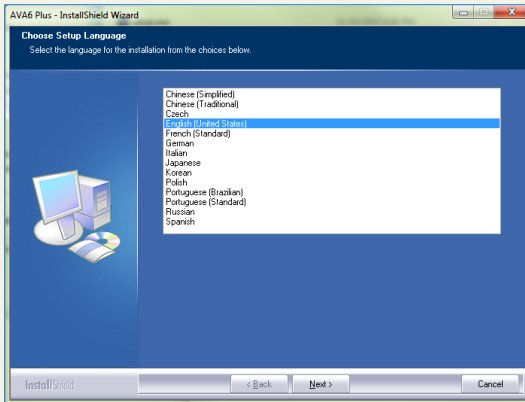 AVA6 Plus - InstallShield Wizard
Choose Setup Language
Select the language for the installation from the choices below.
Chinese (Simplified)
Chinese (Traditional)
Czech
English (United States)
French (Standard)
German
Italian
Japanese
Korean
Polish
Portuguese (Brazilian)
Portuguese (Standard)
Russian
Spanish
InstallShield
< Back
Next >
Cancel